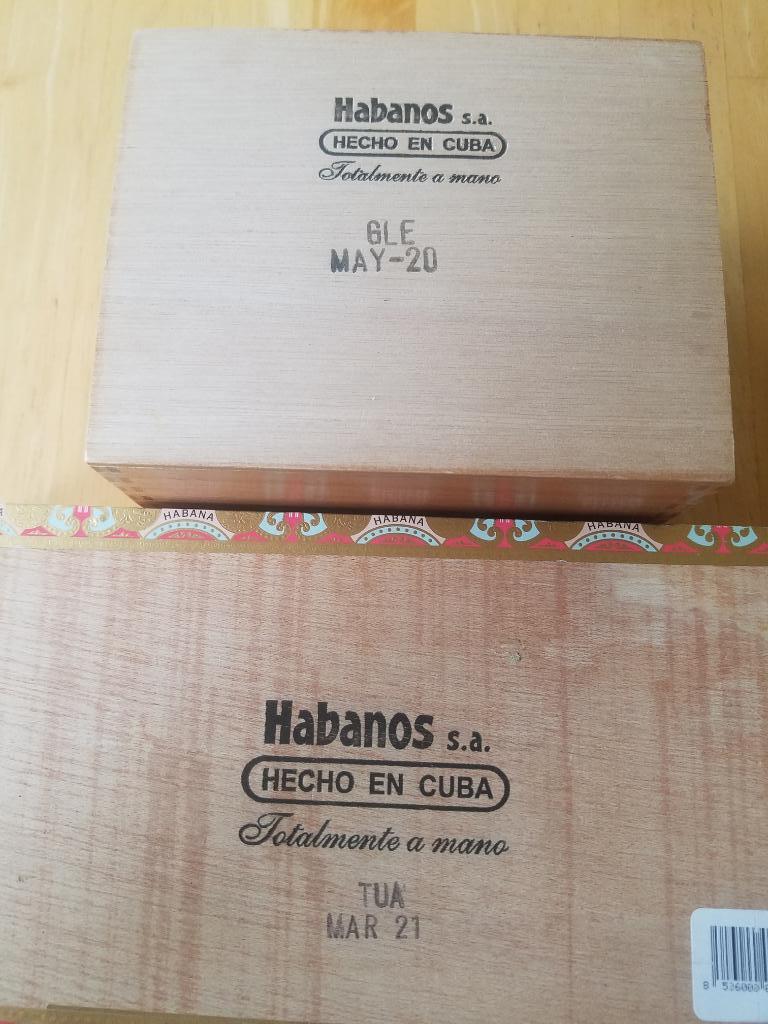 Habanos s.a.
HECHO EN CUBA
Totalmente a mano
GLE
MAY-20
HABANA HABANA HABANA
Habanos s.a.
HECHO EN CUBA
Totalmente a mano
TUA
MAR 21